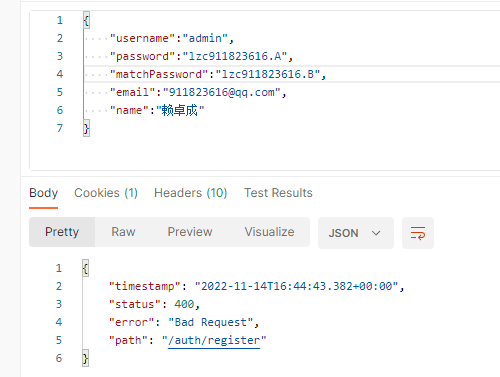 1 {
2 "username":"admin",
3 "password":"lzc911823616.A",
4 "matchPassword":"lzc911823616.B",
5 "email":"911823616@qq.com",
6 "name":"赖卓成"
7 }
Body Cookies (1) Headers (10) Test Results
Pretty Raw Preview Visualize JSON
1 {
2 "timestamp": "2022-11-14T16:44:43.382+00:00",
3 "status": 400,
4 "error": "Bad Request",
5 "path": "/auth/register"
6 }